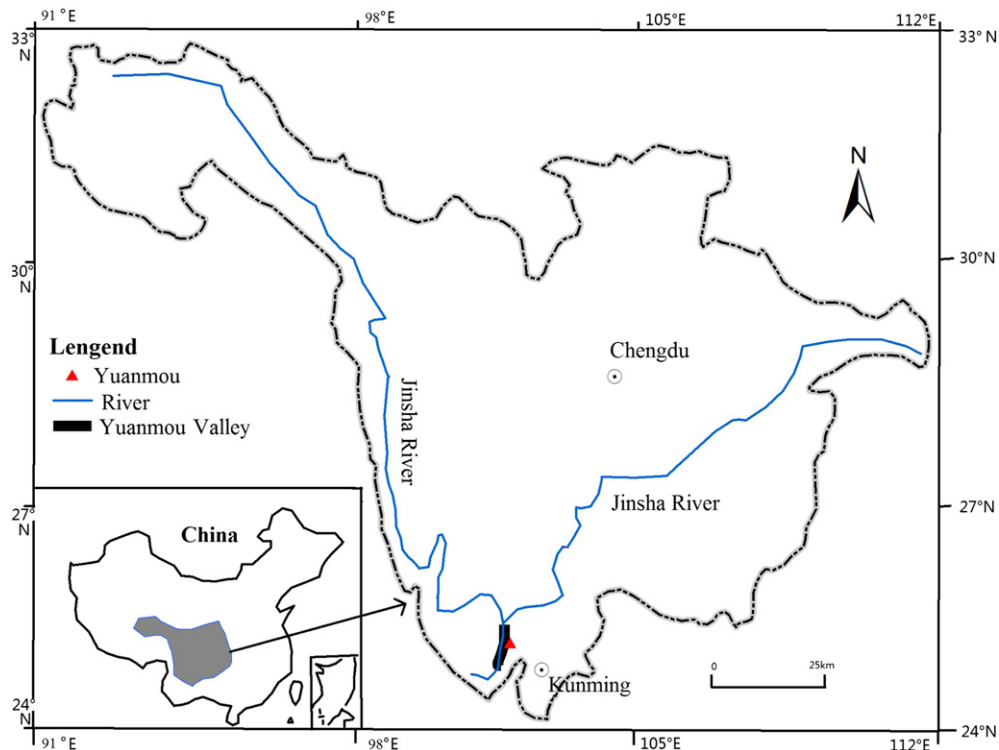 91 °E
98°E
105°E
112°E
33°
N
33° N
N
30°
N
30°N
Chengdu
Lengend
Yuanmou
River
Yuanmou Valley
Jinsha River
Jinsha River
27°
N
27°N
China
Kunming
0
25km
24°
N
24°N
91 °E
98°E
105°E
112°E